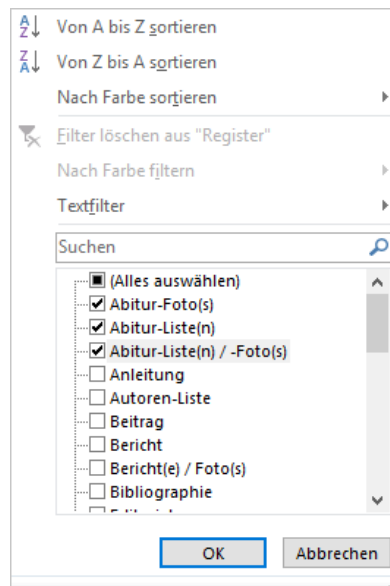 Von A bis Z sortieren
Von Z bis A sortieren
Nach Farbe sortieren
Filter löschen aus "Register"
Nach Farbe filtern
Textfilter
Suchen
(Alles auswählen)
Abitur-Foto(s)
Abitur-Liste(n)
Abitur-Liste(n) / -Foto(s)
Anleitung
Autoren-Liste
Beitrag
Bericht
Bericht(e) / Foto(s)
Bibliographie
OK Abbrechen